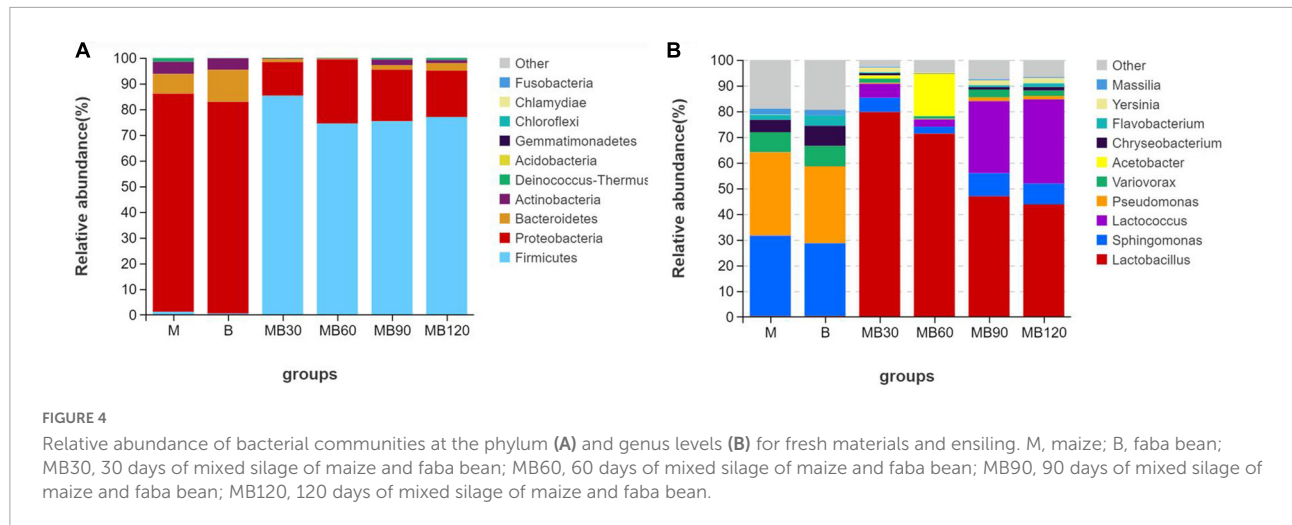 A
Relative abundance(%)
100
90
80
70
60
50
40
30
20
10
0
M
B
MB30
MB60
MB90
MB120
groups
Other
Fusobacteria
Chlamydiae
Chloroflexi
Gemmatimonadetes
Acidobacteria
Deinococcus-Thermus
Actinobacteria
Bacteroidetes
Proteobacteria
Firmicutes
B
Relative abundance(%)
100
90
80
70
60
50
40
30
20
10
0
M
B
MB30
MB60
MB90
MB120
groups
Other
Massilia
Yersinia
Flavobacterium
Chryseobacterium
Acetobacter
Variovorax
Pseudomonas
Lactococcus
Sphingomonas
Lactobacillus
FIGURE 4
Relative abundance of bacterial communities at the phylum (A) and genus levels (B) for fresh materials and ensiling. M, maize; B, faba bean;
MB30, 30 days of mixed silage of maize and faba bean; MB60, 60 days of mixed silage of maize and faba bean; MB90, 90 days of mixed silage of
maize and faba bean; MB120, 120 days of mixed silage of maize and faba bean.